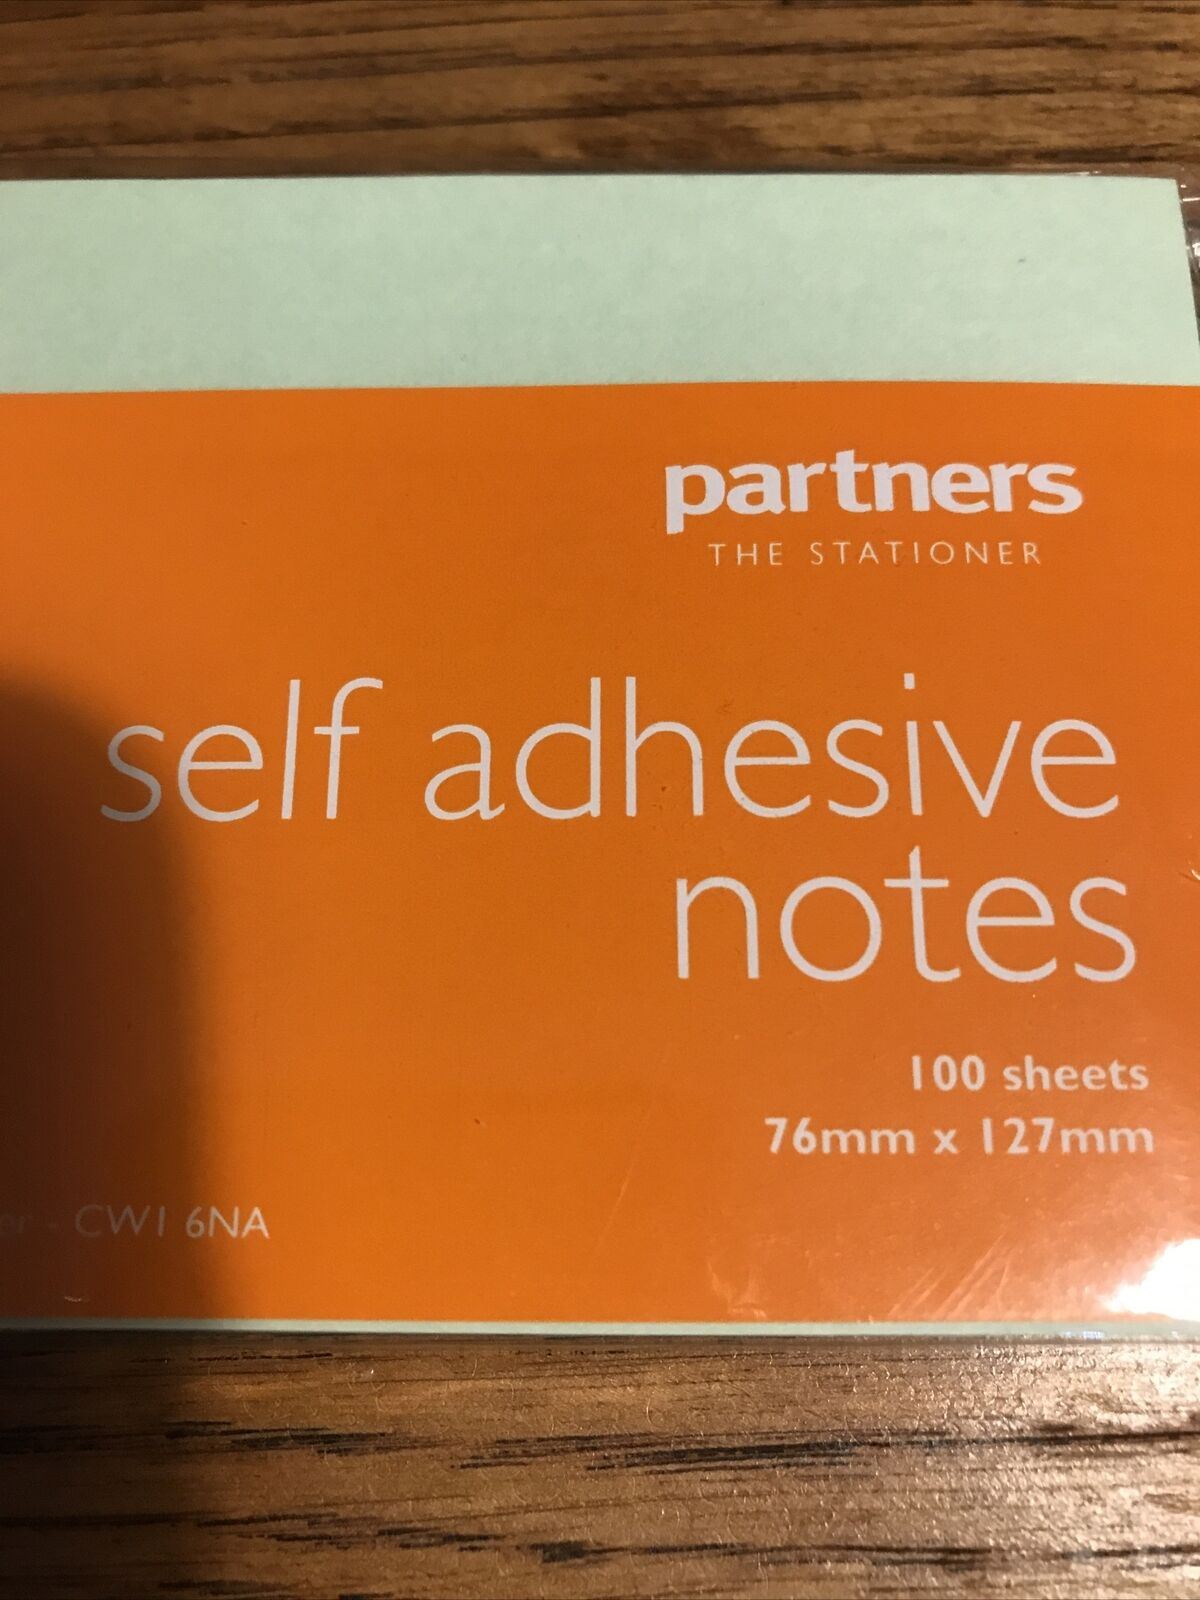 partners
THE STATIONER
self adhesive
notes
100 sheets
76mm x 127mm
- CW1 6NA